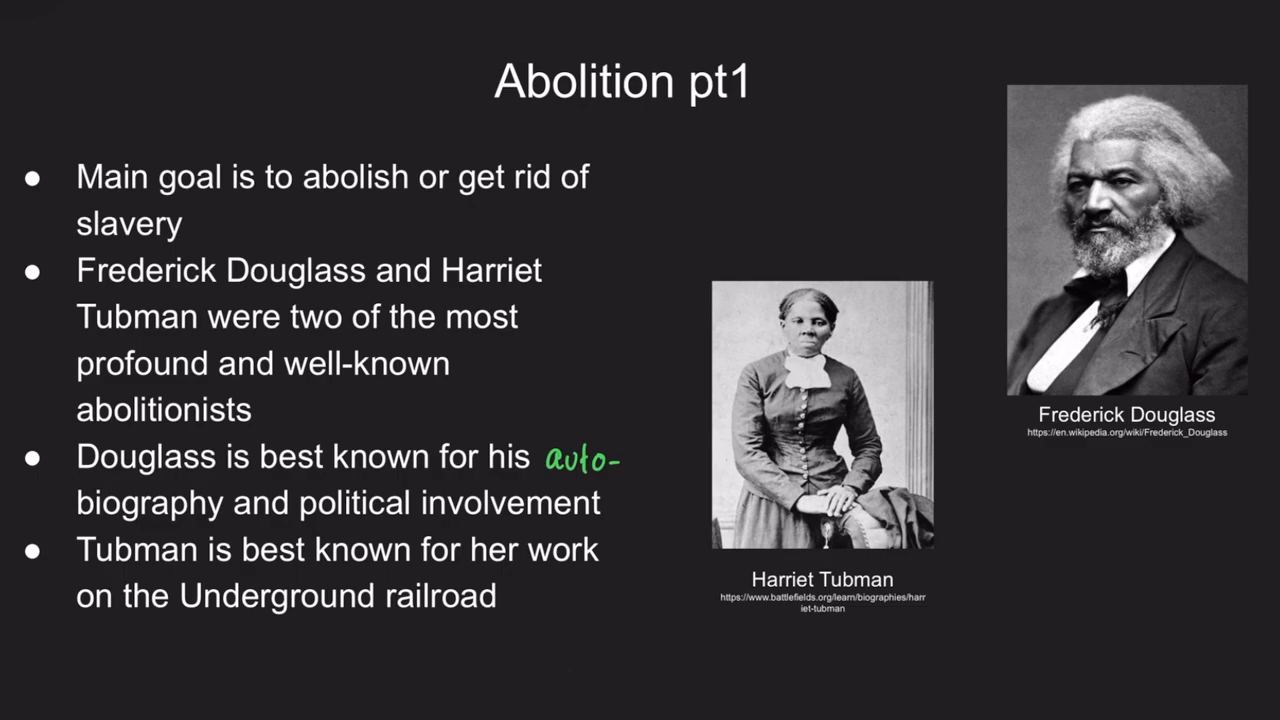 Abolition pt1
● Main goal is to abolish or get rid of
slavery
● Frederick Douglass and Harriet
Tubman were two of the most
profound and well-known
abolitionists
● Douglass is best known for his auto-
biography and political involvement
● Tubman is best known for her work
on the Underground railroad
Harriet Tubman
https://www.battlefields.org/learn/biographies/harr
iet-tubman
Frederick Douglass
https://en.wikipedia.org/wiki/Frederick_Douglass